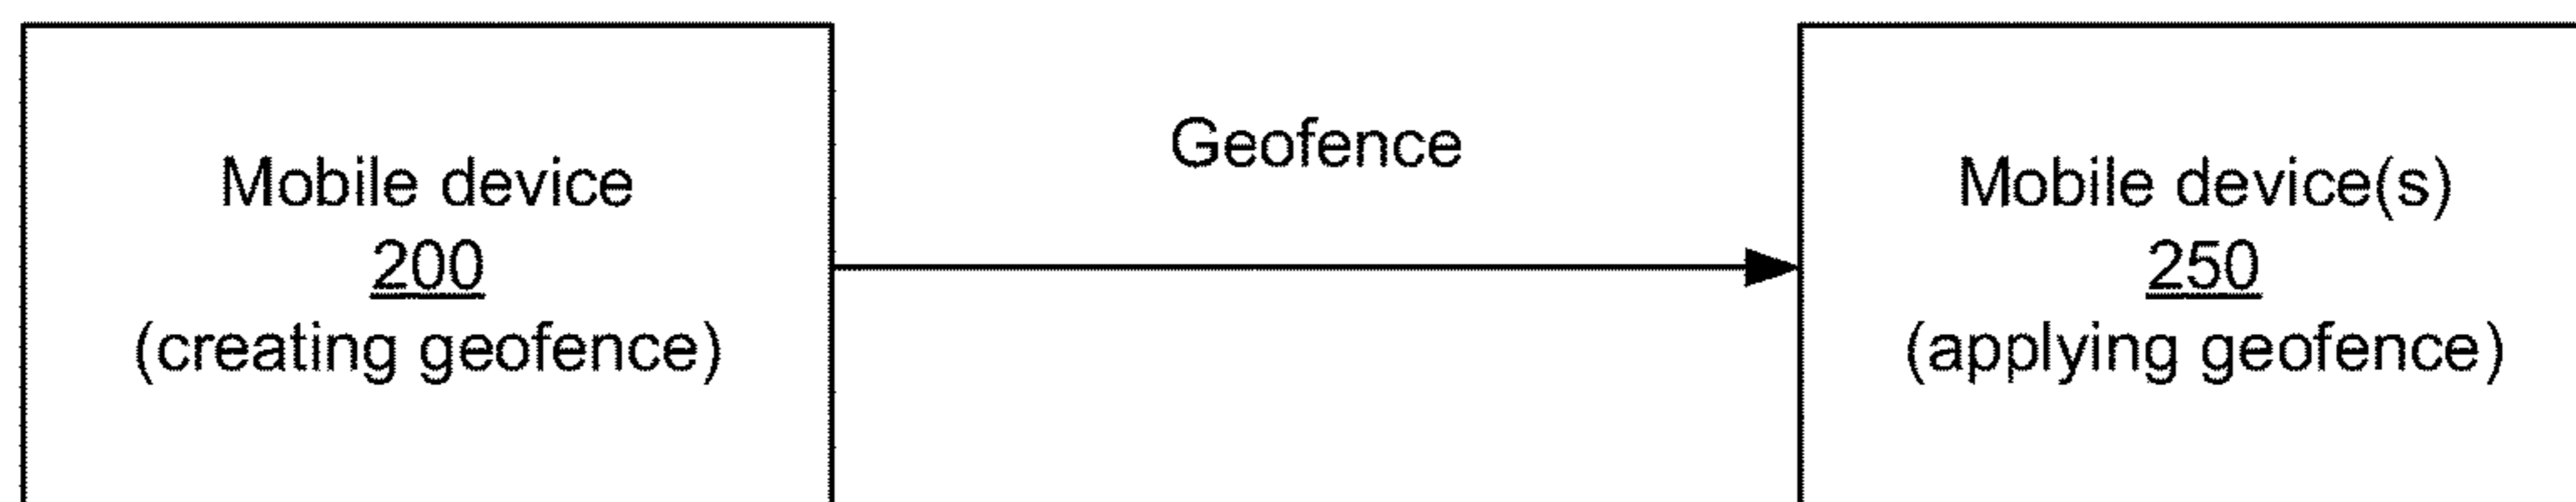 Mobile device
200
(creating geofence)
Geofence
Mobile device(s)
250
(applying geofence)